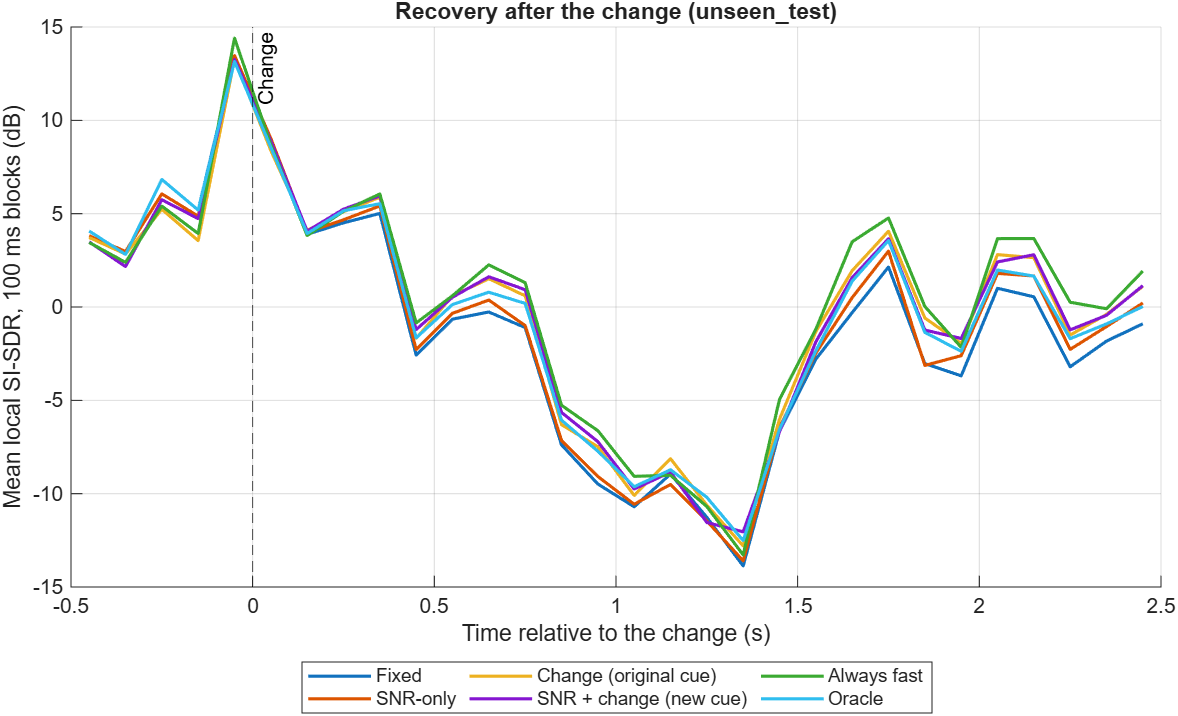 Recovery after the change (unseen_test)
Mean local SI-SDR, 100 ms blocks (dB)
15
10
5
0
-5
-10
-15
Change
-0.5 0 0.5 1 1.5 2 2.5
Time relative to the change (s)
Fixed Change (original cue) Always fast
SNR-only SNR + change (new cue) Oracle